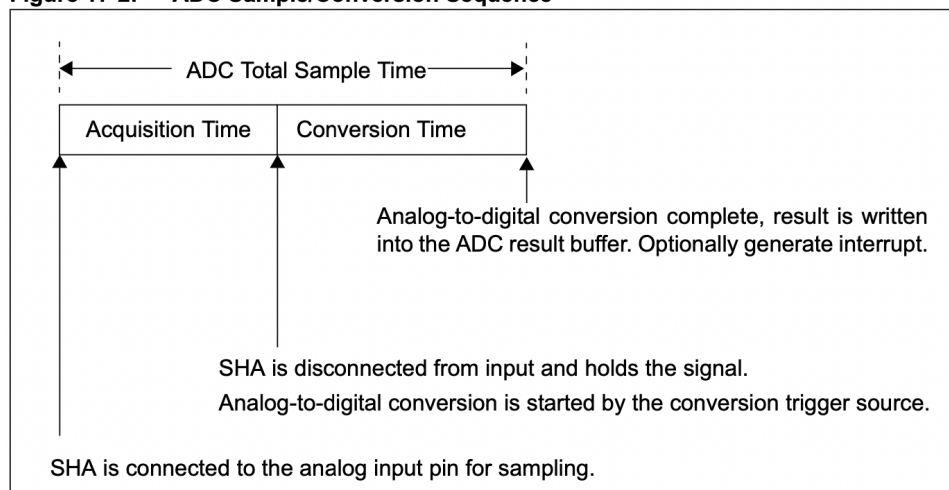 ADC Total Sample Time
Acquisition Time
Conversion Time
Analog-to-digital conversion complete, result is written
into the ADC result buffer. Optionally generate interrupt.
SHA is disconnected from input and holds the signal.
Analog-to-digital conversion is started by the conversion trigger source.
SHA is connected to the analog input pin for sampling.